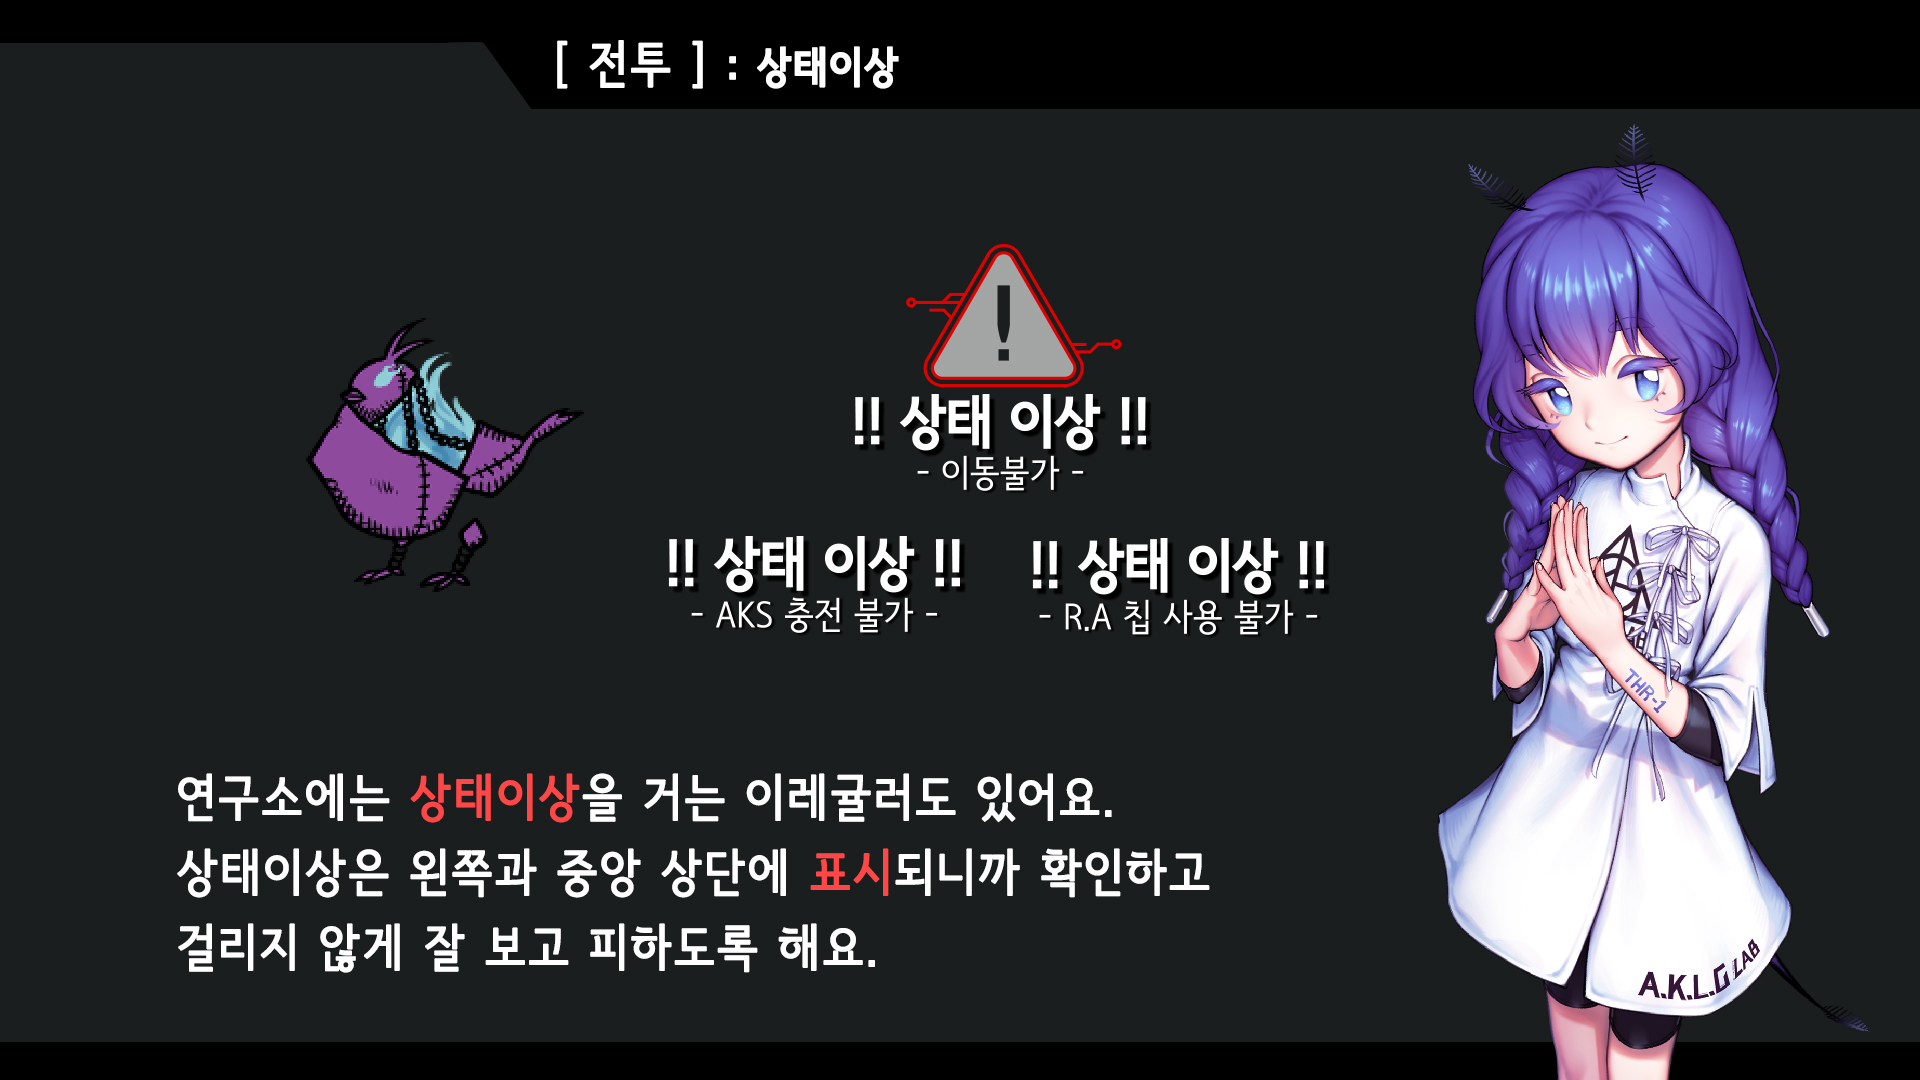 [ 전투 ] : 상태이상
!
!! 상태 이상 !!
- 이동불가 -
!! 상태 이상 !!
- AKS 충전 불가 -
!! 상태 이상 !!
- R.A 칩 사용 불가 -
THR-1
연구소에는 상태이상을 거는 이레귤러도 있어요.
상태이상은 왼쪽과 중앙 상단에 표시되니까 확인하고
걸리지 않게 잘 보고 피하도록 해요.
A.K.L.G LAB